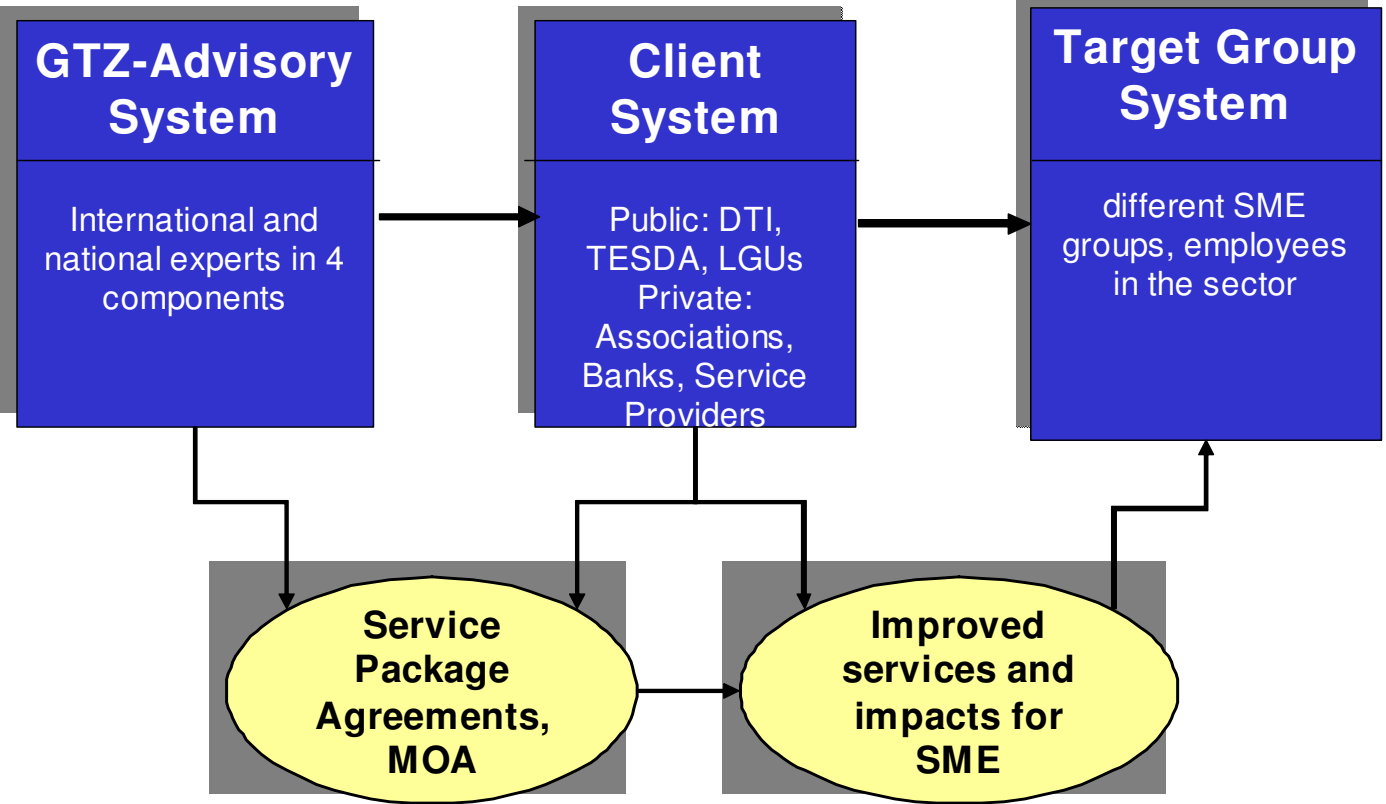 GTZ-Advisory
System
International and
national experts in 4
components
Client
System
Public: DTI,
TESDA, LGUs
Private:
Associations,
Banks, Service
Providers
Target Group
System
different SME
groups, employees
in the sector
Service
Package
Agreements,
MOA
Improved
services and
impacts for
SME